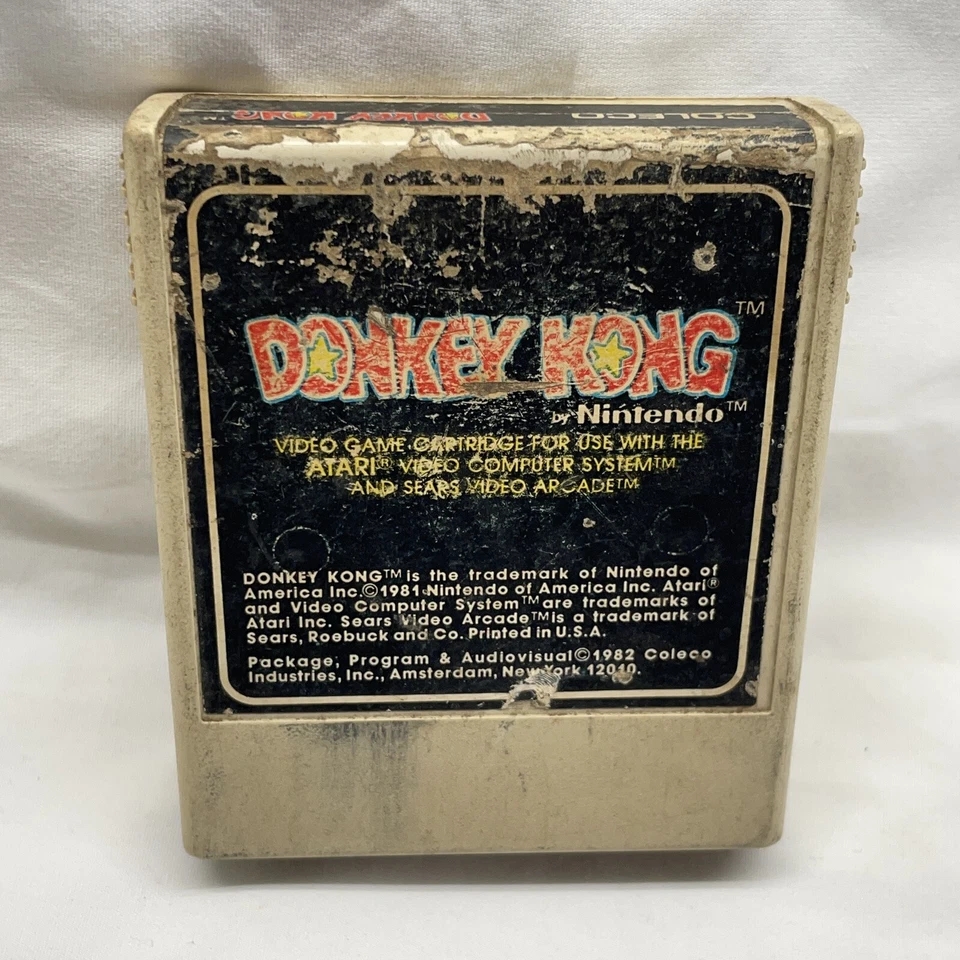 DONKEY KONG ™ COLECO
DONKEY KONG™
by Nintendo™
VIDEO GAME CARTRIDGE FOR USE WITH THE
ATARI® VIDEO COMPUTER SYSTEM™
AND SEARS VIDEO ARCADE™
DONKEY KONG™ is the trademark of Nintendo of
America Inc.©1981 Nintendo of America Inc. Atari®
and Video Computer System™ are trademarks of
Atari Inc. Sears Video Arcade™ is a trademark of
Sears, Roebuck and Co. Printed in U.S.A.
Package, Program & Audiovisual©1982 Coleco
Industries, Inc., Amsterdam, New York 12010.